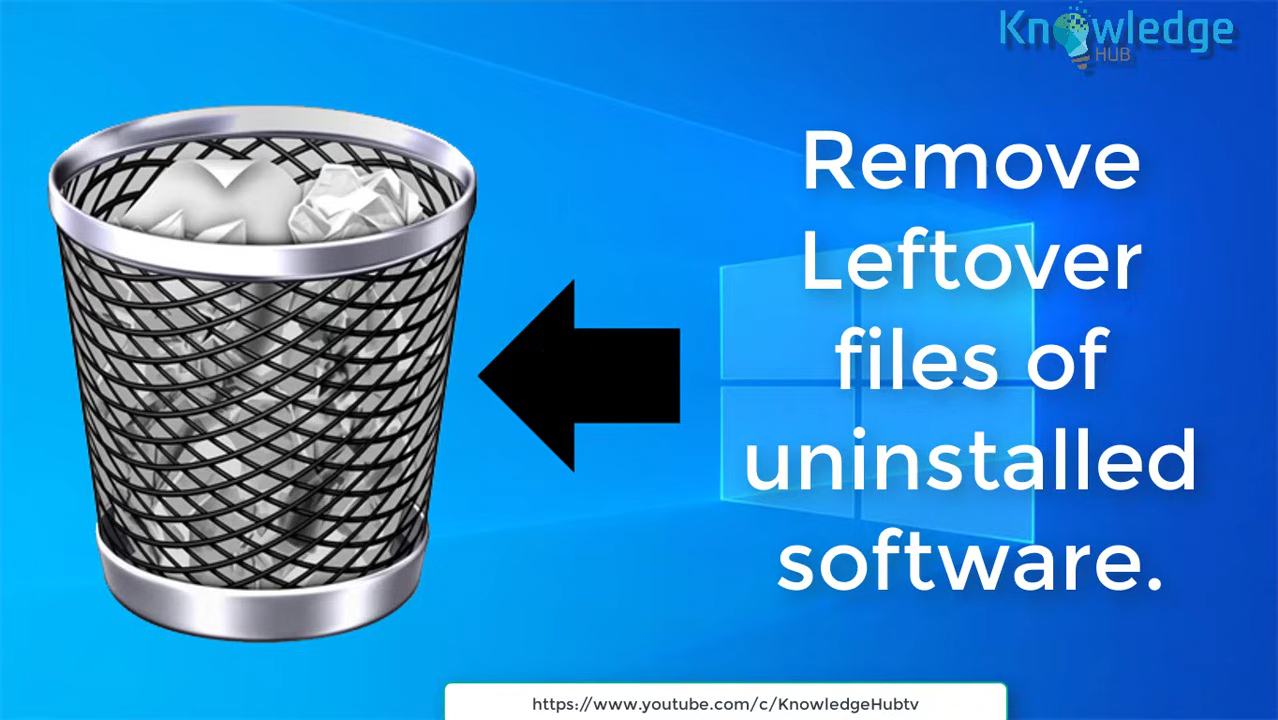 Knowledge
HUB
Remove
Leftover
files of
uninstalled
software.
https://www.youtube.com/c/KnowledgeHubtv